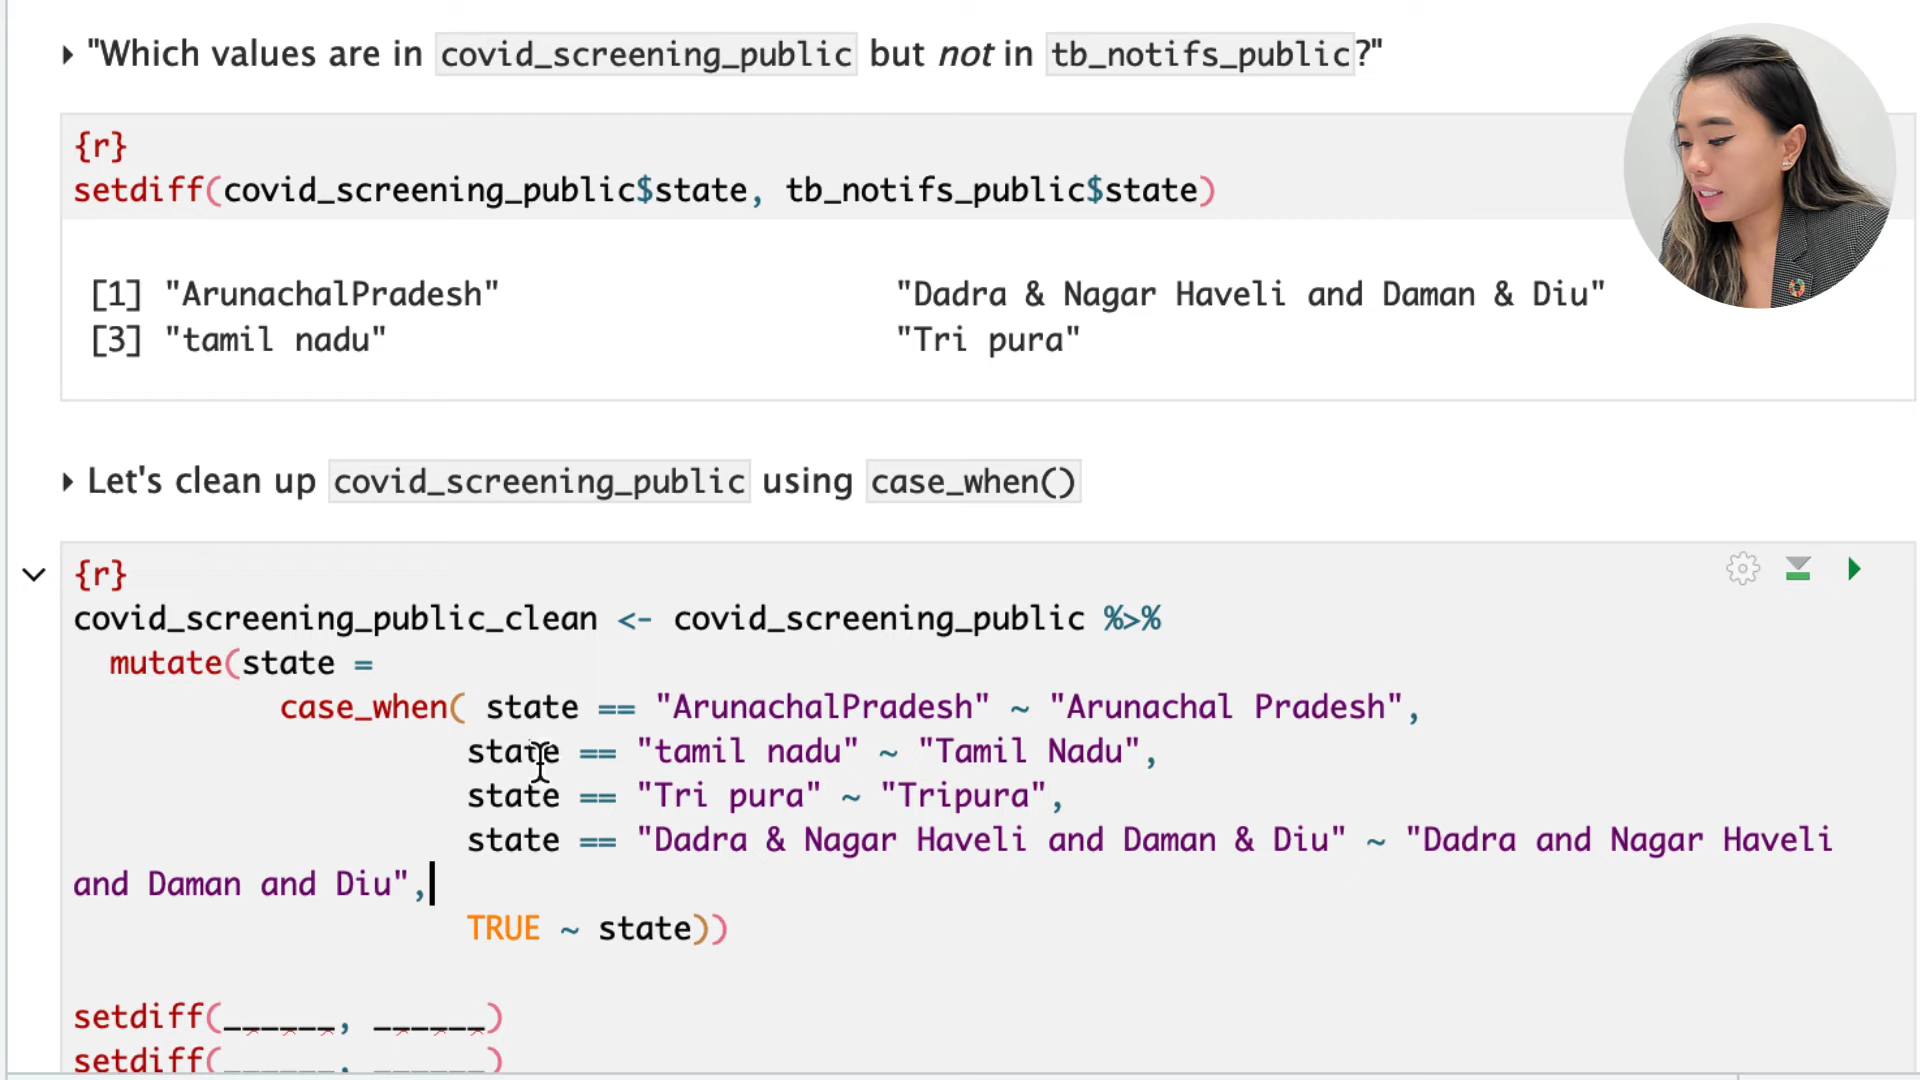 "Which values are in covid_screening_public but not in tb_notifs_public?"
{r}
setdiff(covid_screening_public$state, tb_notifs_public$state)
[1] "ArunachalPradesh" "Dadra & Nagar Haveli and Daman & Diu"
[3] "tamil nadu" "Tri pura"
Let's clean up covid_screening_public using case_when()
{r}
covid_screening_public_clean <- covid_screening_public %>%
mutate(state =
case_when( state == "ArunachalPradesh" ~ "Arunachal Pradesh",
state == "tamil nadu" ~ "Tamil Nadu",
state == "Tri pura" ~ "Tripura",
state == "Dadra & Nagar Haveli and Daman & Diu" ~ "Dadra and Nagar Haveli
and Daman and Diu",
TRUE ~ state))
setdiff(______, ______)
setdiff(______, ______)